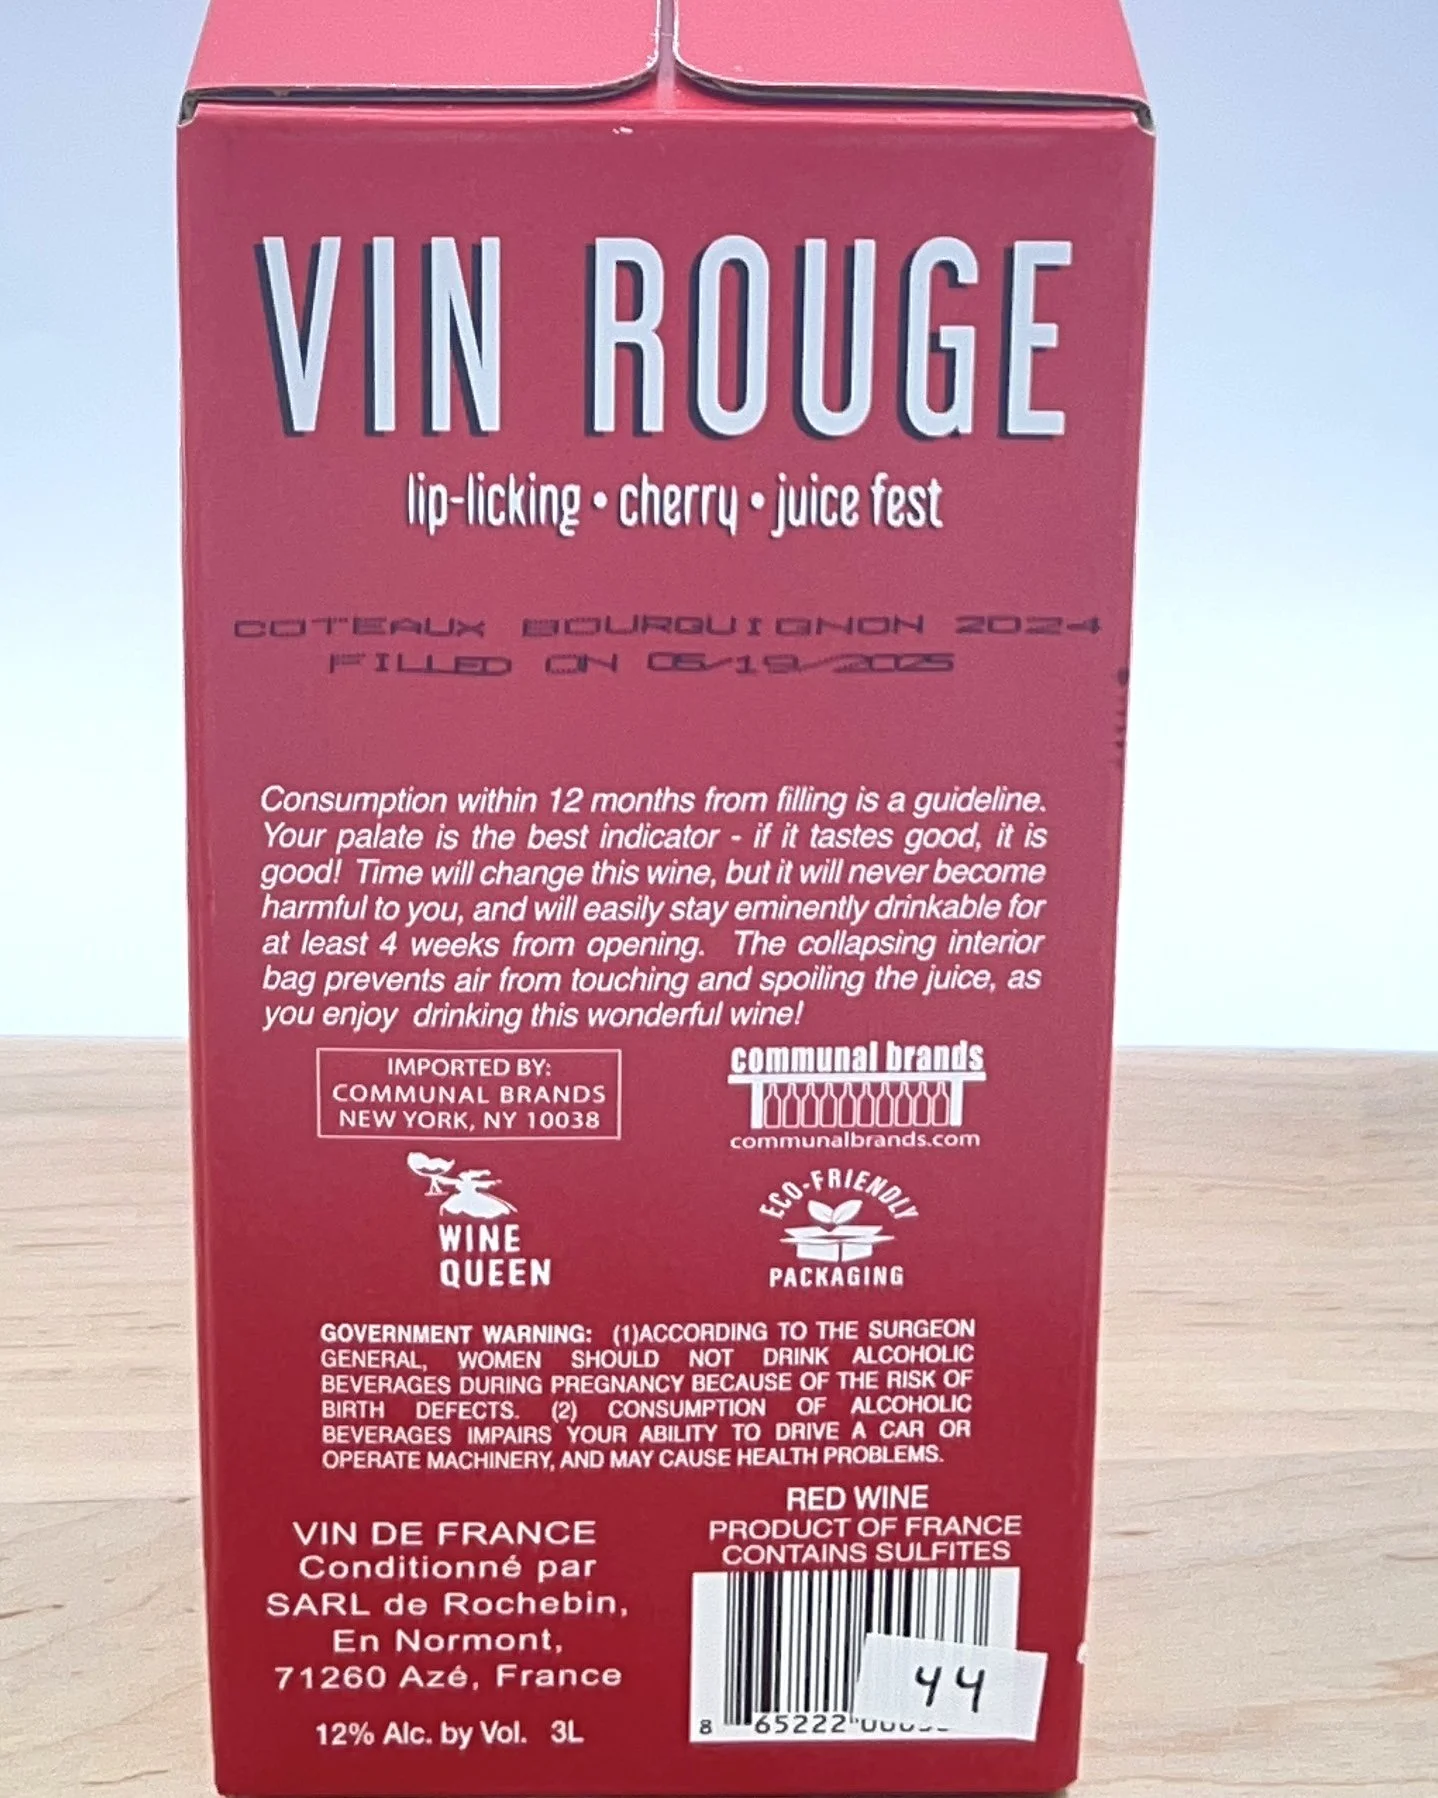 VIN ROUGE
lip-licking • cherry • juice fest
COTEAUX BOURGUIGNON 2024
FILLED ON 05/19/2025
Consumption within 12 months from filling is a guideline.
Your palate is the best indicator - if it tastes good, it is
good! Time will change this wine, but it will never become
harmful to you, and will easily stay eminently drinkable for
at least 4 weeks from opening. The collapsing interior
bag prevents air from touching and spoiling the juice, as
you enjoy drinking this wonderful wine!
IMPORTED BY:
COMMUNAL BRANDS
NEW YORK, NY 10038
communal brands
communalbrands.com
WINE
QUEEN
ECO-FRIENDLY
PACKAGING
GOVERNMENT WARNING: (1)ACCORDING TO THE SURGEON
GENERAL, WOMEN SHOULD NOT DRINK ALCOHOLIC
BEVERAGES DURING PREGNANCY BECAUSE OF THE RISK OF
BIRTH DEFECTS. (2) CONSUMPTION OF ALCOHOLIC
BEVERAGES IMPAIRS YOUR ABILITY TO DRIVE A CAR OR
OPERATE MACHINERY, AND MAY CAUSE HEALTH PROBLEMS.
VIN DE FRANCE
Conditionné par
SARL de Rochebin,
En Normont,
71260 Azé, France
12% Alc. by Vol. 3L
RED WINE
PRODUCT OF FRANCE
CONTAINS SULFITES
44
8 65222